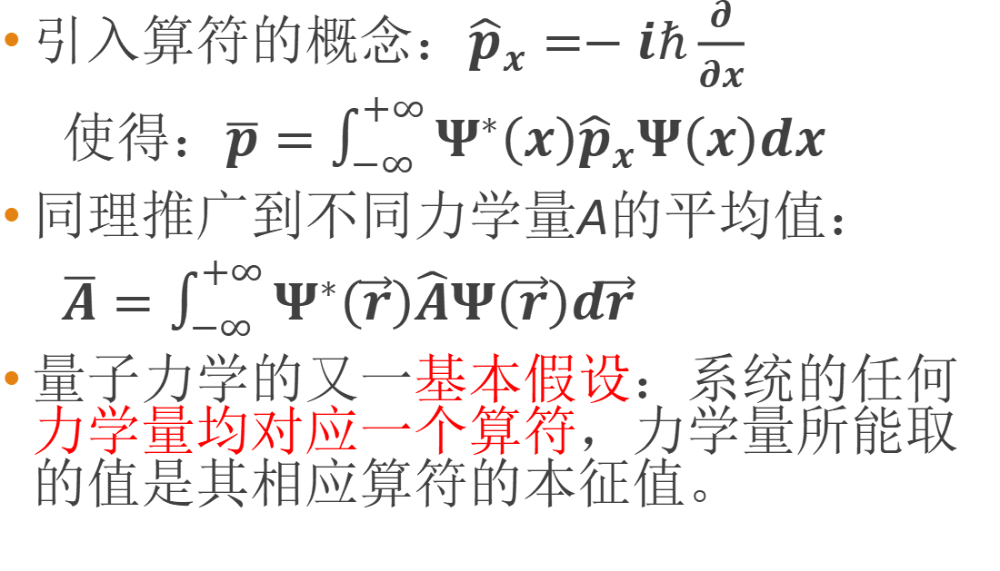 • 引入算符的概念：p̂ₓ =− iℏ ∂/∂x
使得：p̅ = ∫₋∞⁺∞ Ψ*(x)p̂ₓΨ(x)dx
• 同理推广到不同力学量A的平均值：
A̅ = ∫₋∞⁺∞ Ψ*(r⃗)ÂΨ(r⃗)dr⃗
• 量子力学的又一基本假设：系统的任何
力学量均对应一个算符，力学量所能取
的值是其相应算符的本征值。